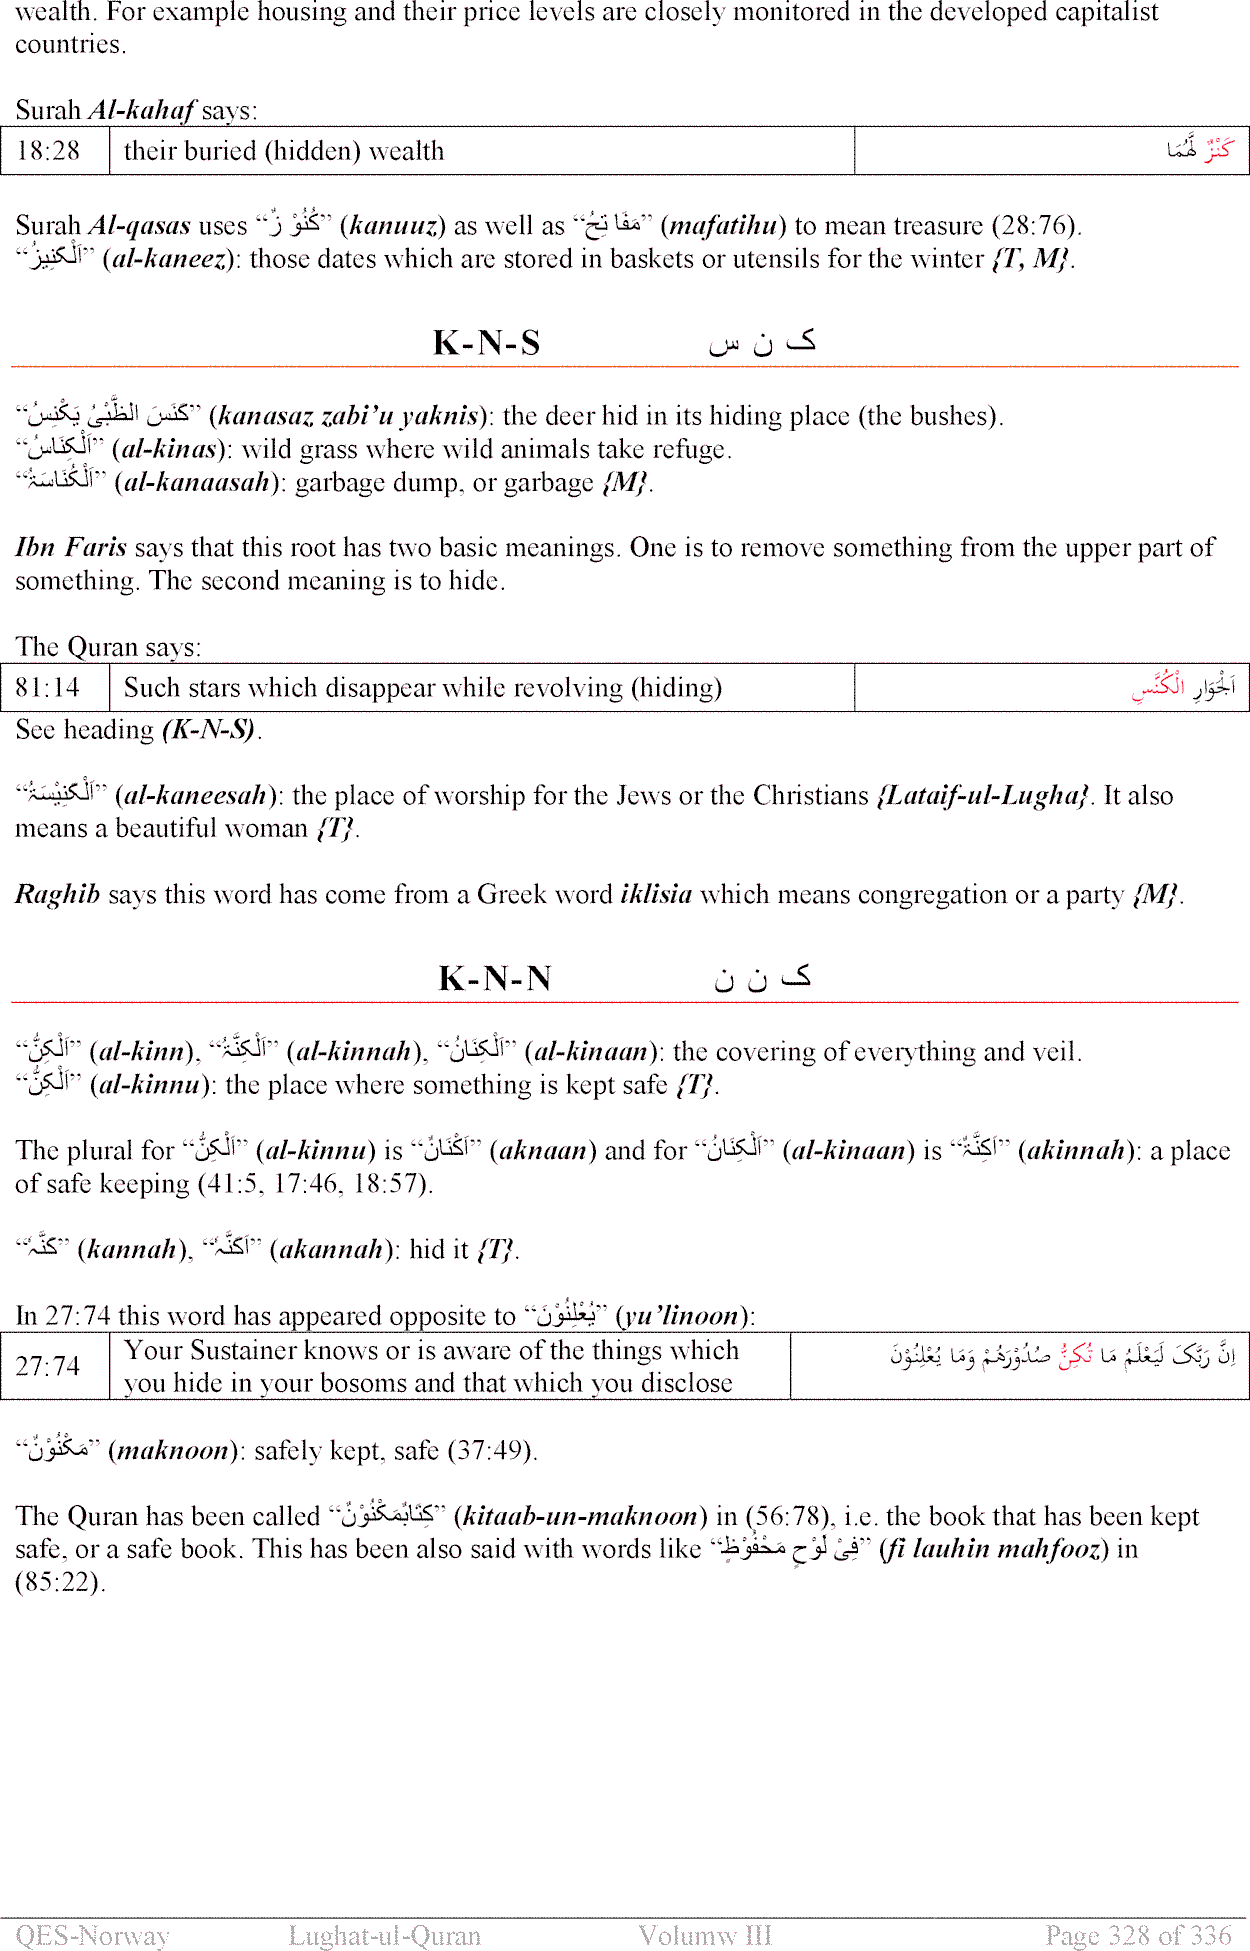 wealth. For example housing and their price levels are closely monitored in the developed capitalist
countries.
Surah Al-kahaf says:
18:28 their buried (hidden) wealth كَنْزٌ لَّهُمَا
Surah Al-qasas uses “كُنُوْ زٌ” (kanuuz) as well as “مَفَا تِحُ” (mafatihu) to mean treasure (28:76).
“اَلْکَنِیزُ” (al-kaneez): those dates which are stored in baskets or utensils for the winter {T, M}.
K-N-S ک ن س
“کَنَسَ الظَّبْیُ یَکْنِسُ” (kanasaz zabi’u yaknis): the deer hid in its hiding place (the bushes).
“اَلْکِنَاسُ” (al-kinas): wild grass where wild animals take refuge.
“اَلْکُنَاسَۃُ” (al-kanaasah): garbage dump, or garbage {M}.
Ibn Faris says that this root has two basic meanings. One is to remove something from the upper part of
something. The second meaning is to hide.
The Quran says:
81:14 Such stars which disappear while revolving (hiding) اَلْجَوَارِ الْكُنَّسِ
See heading (K-N-S).
“اَلْکَنِیْسَۃُ” (al-kaneesah): the place of worship for the Jews or the Christians {Lataif-ul-Lugha}. It also
means a beautiful woman {T}.
Raghib says this word has come from a Greek word iklisia which means congregation or a party {M}.
K-N-N ک ن ن
“اَلْکِنُّ” (al-kinn), “اَلْکِنَّۃُ” (al-kinnah), “اَلْکِنَانُ” (al-kinaan): the covering of everything and veil.
“اَلْکِنُّ” (al-kinnu): the place where something is kept safe {T}.
The plural for “اَلْکِنُّ” (al-kinnu) is “اَکْنَانٌ” (aknaan) and for “اَلْکِنَانُ” (al-kinaan) is “اَکِنَّۃٌ” (akinnah): a place
of safe keeping (41:5, 17:46, 18:57).
“کَنَّہٗ” (kannah), “اَکَنَّہٗ” (akannah): hid it {T}.
In 27:74 this word has appeared opposite to “یُعْلِنُوْنَ” (yu’linoon):
27:74 Your Sustainer knows or is aware of the things which اِنَّ رَبَّکَ لَیَعْلَمُ مَا تُکِنُّ صُدُوْرُهُمْ وَمَا یُعْلِنُوْنَ
you hide in your bosoms and that which you disclose
“مَکْنُوْنٌ” (maknoon): safely kept, safe (37:49).
The Quran has been called “کِتَابٌمَکْنُوْنٌ” (kitaab-un-maknoon) in (56:78), i.e. the book that has been kept
safe, or a safe book. This has been also said with words like “فِیْ لَوْحٍ مَحْفُوْظٍ” (fi lauhin mahfooz) in
(85:22).
QES-Norway Lughat-ul-Quran Volumw III Page 328 of 336